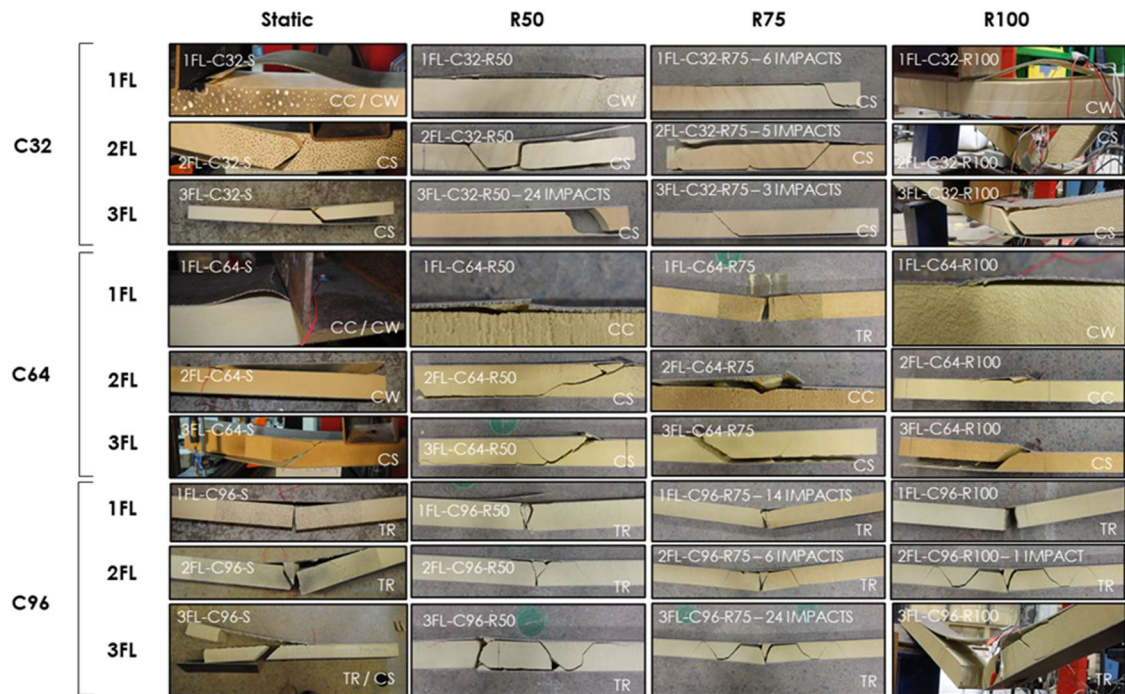 Static R50 R75 R100
C32
1FL
1FL-C32-S
CC / CW
1FL-C32-R50
CW
1FL-C32-R75 – 6 IMPACTS
CS
1FL-C32-R100
CW
2FL
2FL-C32-S
CS
2FL-C32-R50
CS
2FL-C32-R75 – 5 IMPACTS
CS
2FL-C32-R100
CS
3FL
3FL-C32-S
CS
3FL-C32-R50 – 24 IMPACTS
CS
3FL-C32-R75 – 3 IMPACTS
CS
3FL-C32-R100
CS
C64
1FL
1FL-C64-S
CC / CW
1FL-C64-R50
CC
1FL-C64-R75
TR
1FL-C64-R100
CW
2FL
2FL-C64-S
CW
2FL-C64-R50
CS
2FL-C64-R75
CC
2FL-C64-R100
CC
3FL
3FL-C64-S
CS
3FL-C64-R50
CS
3FL-C64-R75
CS
3FL-C64-R100
CS
C96
1FL
1FL-C96-S
TR
1FL-C96-R50
TR
1FL-C96-R75 – 14 IMPACTS
TR
1FL-C96-R100
TR
2FL
2FL-C96-S
TR
2FL-C96-R50
TR
2FL-C96-R75 – 6 IMPACTS
TR
2FL-C96-R100 – 1 IMPACT
TR
3FL
3FL-C96-S
TR / CS
3FL-C96-R50
TR
3FL-C96-R75 – 24 IMPACTS
TR
3FL-C96-R100
TR